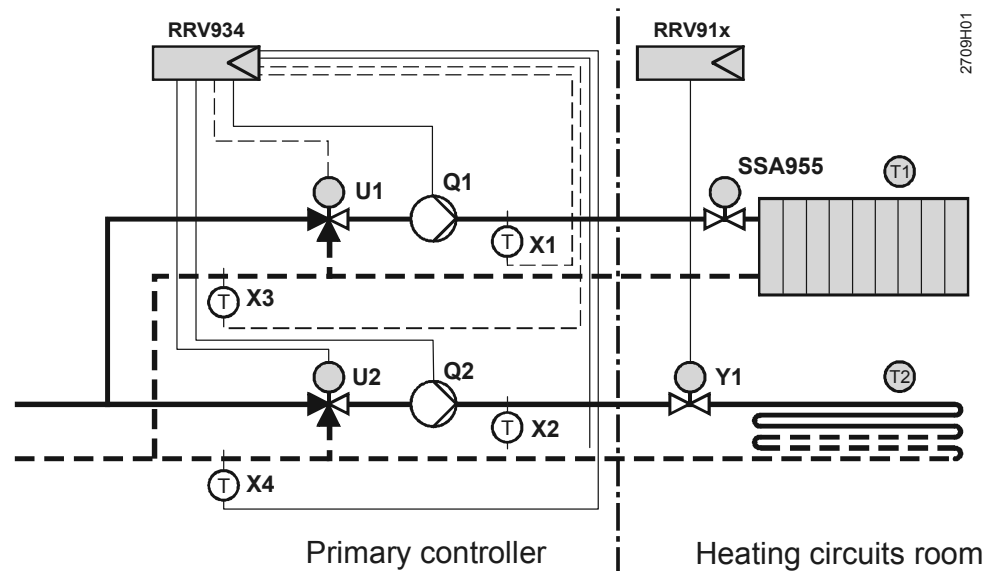 RRV934
RRV91x
2709H01
SSA955
T1
U1
Q1
T
X1
T
X3
U2
Q2
Y1
T2
T
X2
T
X4
Primary controller
Heating circuits room